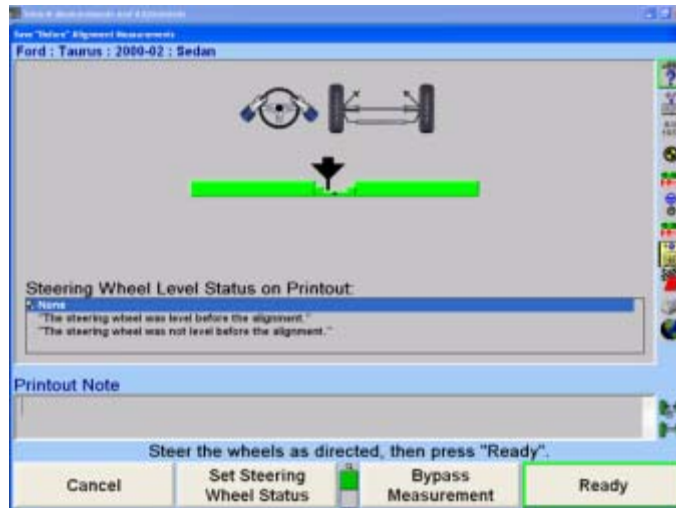 Save "Before" Alignment Measurements
Ford : Taurus : 2000-02 : Sedan
Steering Wheel Level Status on Printout:
None
"The steering wheel was level before the alignment."
"The steering wheel was not level before the alignment."
Printout Note
Steer the wheels as directed, then press "Ready".
Cancel
Set Steering
Wheel Status
Bypass
Measurement
Ready